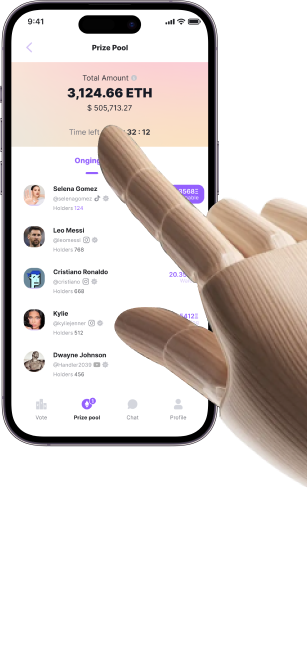 9:41
Prize Pool
Total Amount
3,124.66 ETH
$ 505,713.27
Time left 32 : 12
Selena Gomez
@selenagomez
Holders 124
Leo Messi
@leomessi
Holders 768
Cristiano Ronaldo
@cristiano
Holders 668
Kylie
@kyliejenner
Holders 512
Dwayne Johnson
@Handle2039
Holders 456
Vote
Prize pool
Chat
Profile